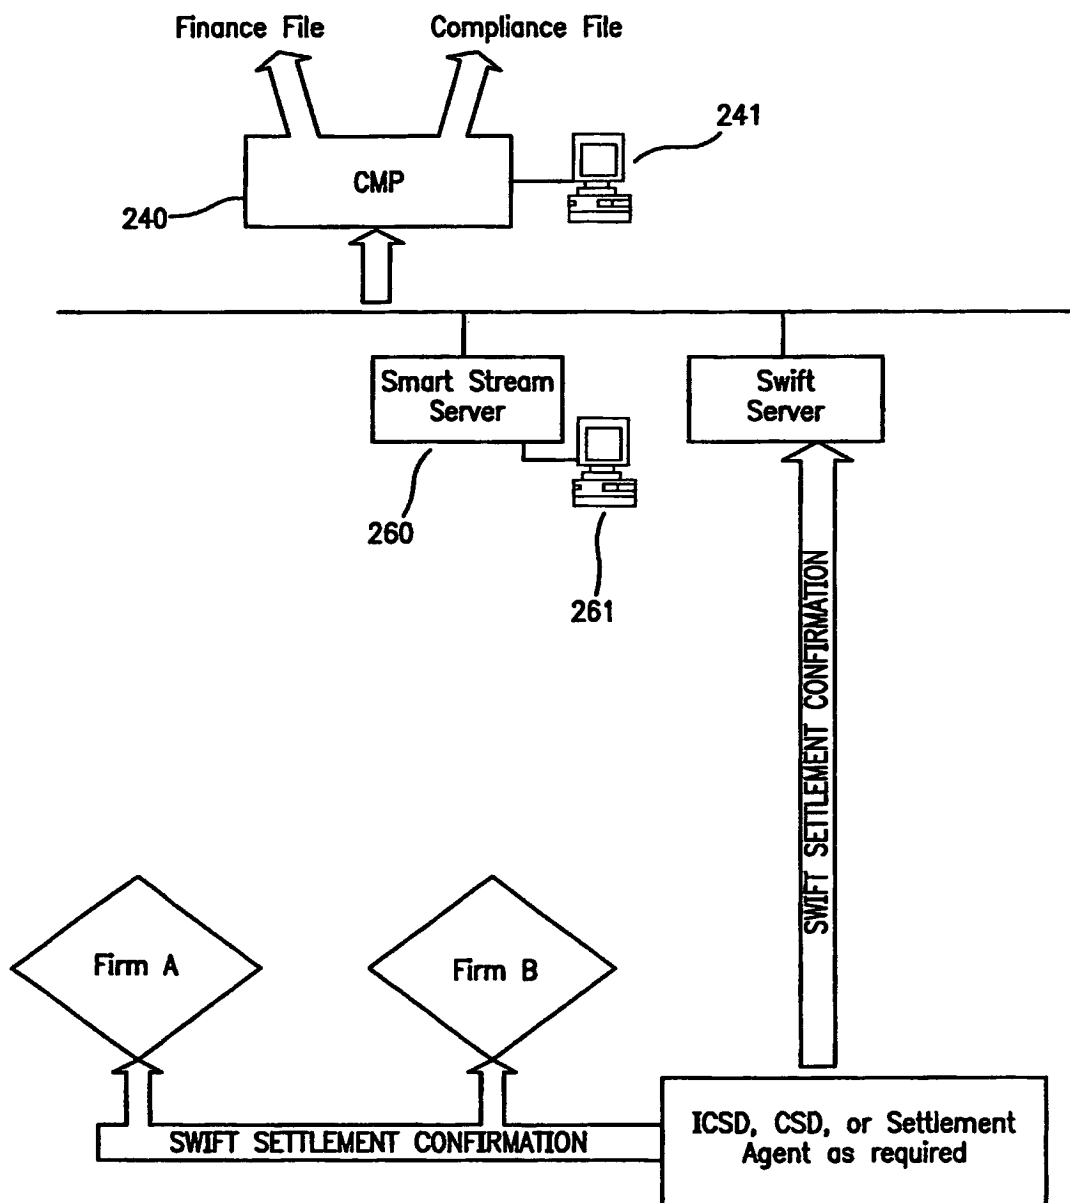 Finance File
Compliance File
241
CMP
240
Smart Stream
Server
Swift
Server
260
261
SWIFT SETTLEMENT CONFIRMATION
Firm A
Firm B
SWIFT SETTLEMENT CONFIRMATION
ICSD, CSD, or Settlement
Agent as required